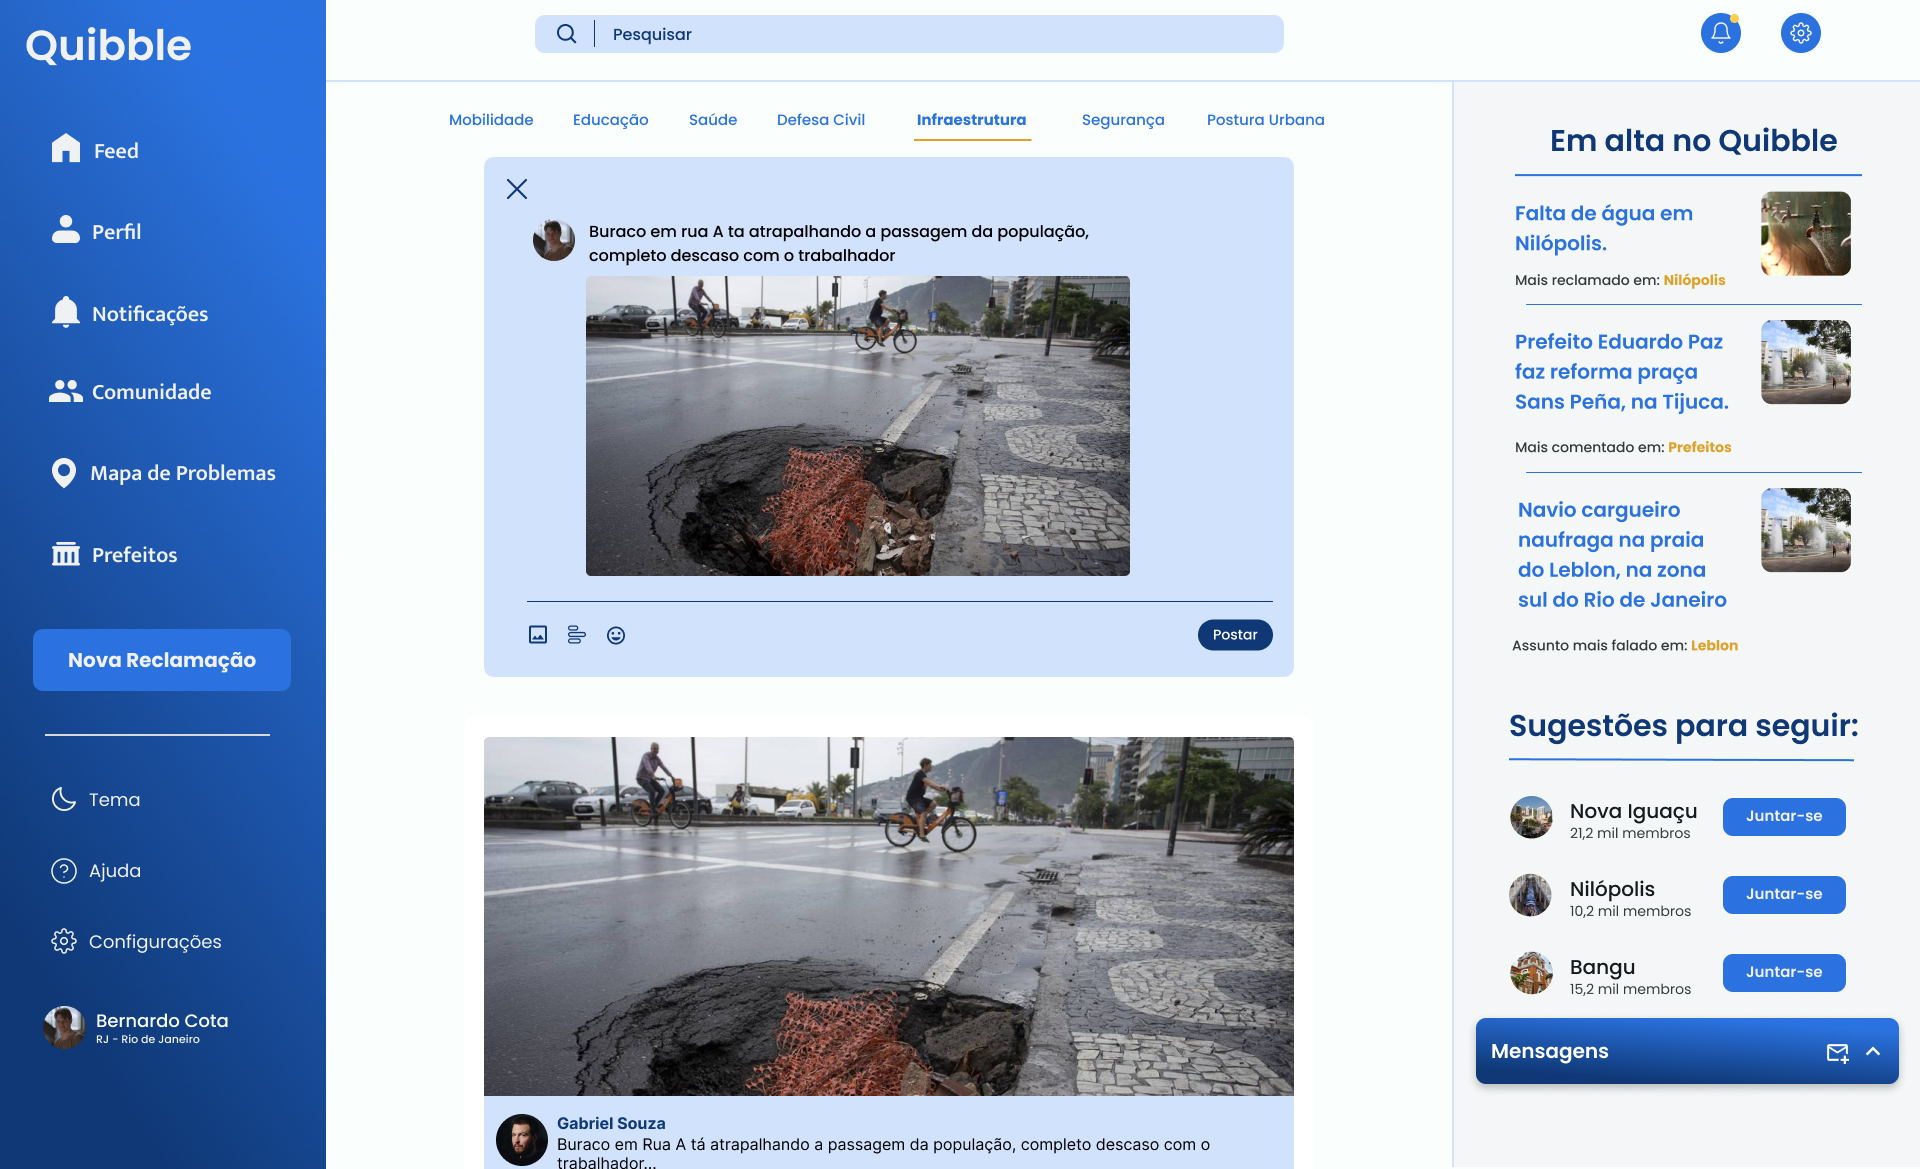 Quibble
Feed
Perfil
Notificações
Comunidade
Mapa de Problemas
Prefeitos
Nova Reclamação
Tema
Ajuda
Configurações
Bernardo Cota
RJ - Rio de Janeiro
Pesquisar
Mobilidade
Educação
Saúde
Defesa Civil
Infraestrutura
Segurança
Postura Urbana
Buraco em rua A ta atrapalhando a passagem da população,
completo descaso com o trabalhador
Postar
Gabriel Souza
Buraco em Rua A tá atrapalhando a passagem da população, completo descaso com o
trabalhador...
Em alta no Quibble
Falta de água em
Nilópolis.
Mais reclamado em: Nilópolis
Prefeito Eduardo Paz
faz reforma praça
Sans Peña, na Tijuca.
Mais comentado em: Prefeitos
Navio cargueiro
naufraga na praia
do Leblon, na zona
sul do Rio de Janeiro
Assunto mais falado em: Leblon
Sugestões para seguir:
Nova Iguaçu
21,2 mil membros
Juntar-se
Nilópolis
10,2 mil membros
Juntar-se
Bangu
15,2 mil membros
Juntar-se
Mensagens